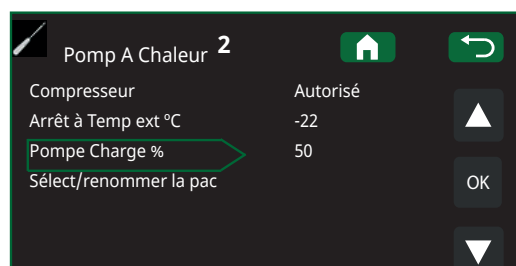 Pomp A Chaleur 2
Compresseur Autorisé
Arrêt à Temp ext °C -22
Pompe Charge % 50
Sélect/renommer la pac
OK